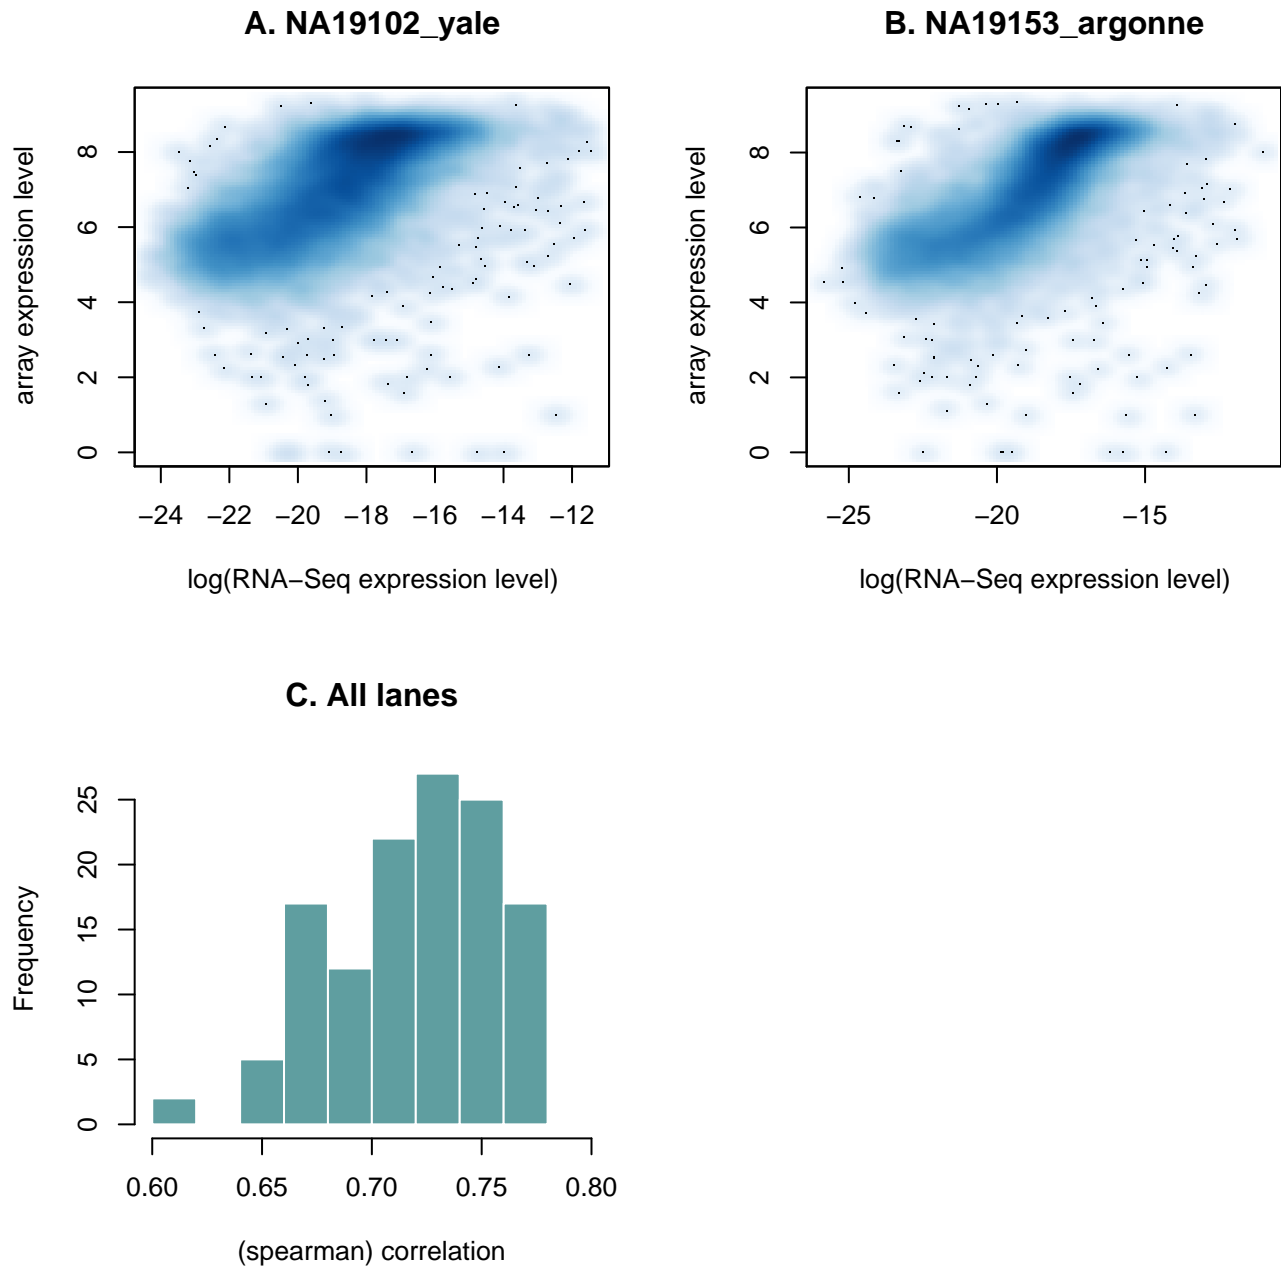 A. NA19102_yale
array expression level
8
6
4
2
0
−24 −22 −20 −18 −16 −14 −12
log(RNA−Seq expression level)
B. NA19153_argonne
array expression level
8
6
4
2
0
−25 −20 −15
log(RNA−Seq expression level)
C. All lanes
Frequency
25
20
15
10
5
0
0.60 0.65 0.70 0.75 0.80
(spearman) correlation